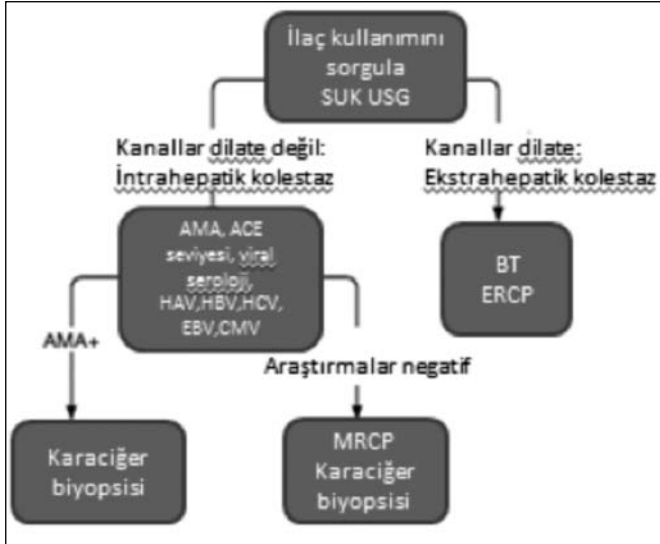 İlaç kullanımını
sorgula
SUK USG
Kanallar dilate değil:
İntrahepatik kolestaz
Kanallar dilate:
Ekstrahepatik kolestaz
AMA, ACE
seviyesi, viral
seroloji,
HAV,HBV,HCV,
EBV,CMV
BT
ERCP
AMA+
Araştırmalar negatif
Karaciğer
biyopsisi
MRCP
Karaciğer
biyopsisi